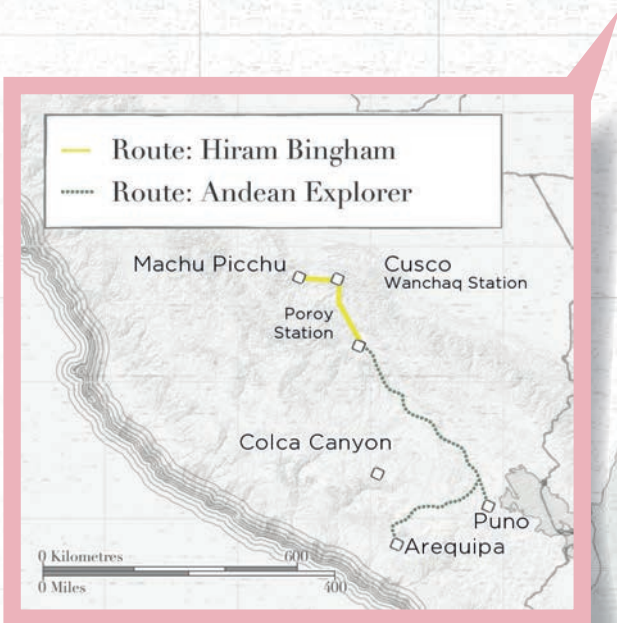 Route: Hiram Bingham
Route: Andean Explorer
Machu Picchu
Cusco
Wanchaq Station
Poroy
Station
Colca Canyon
Puno
Arequipa
0 Kilometres 600
0 Miles 400